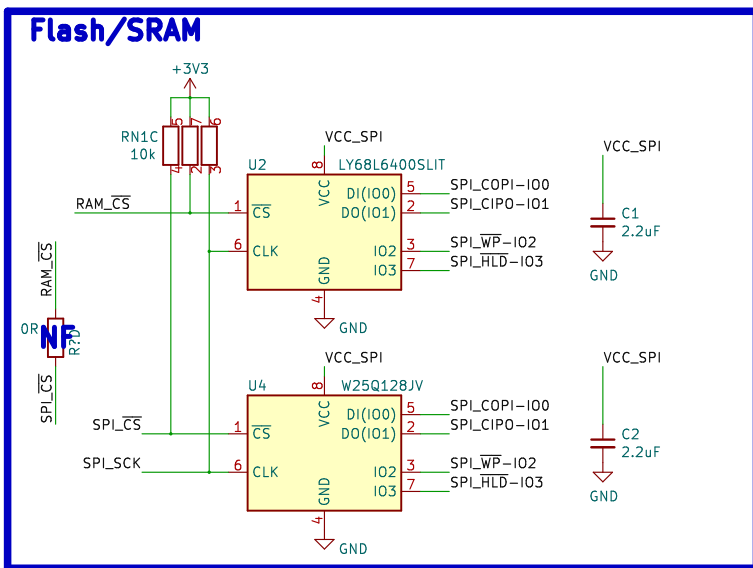 Flash/SRAM
+3V3
5
7
6
RN1C
10k
4
2
3
VCC_SPI
U2
8
LY68L6400SLIT
VCC
RAM_CS
1
CS
DI(IO0)
5
SPI_COPI-IO0
DO(IO1)
2
SPI_CIPO-IO1
6
CLK
IO2
3
SPI_WP-IO2
IO3
7
SPI_HLD-IO3
GND
4
GND
VCC_SPI
C1
2.2uF
GND
RAM_CS
0R
NF
R?D
SPI_CS
VCC_SPI
U4
8
W25Q128JV
VCC
SPI_CS
1
CS
DI(IO0)
5
SPI_COPI-IO0
DO(IO1)
2
SPI_CIPO-IO1
SPI_SCK
6
CLK
IO2
3
SPI_WP-IO2
IO3
7
SPI_HLD-IO3
GND
4
GND
VCC_SPI
C2
2.2uF
GND